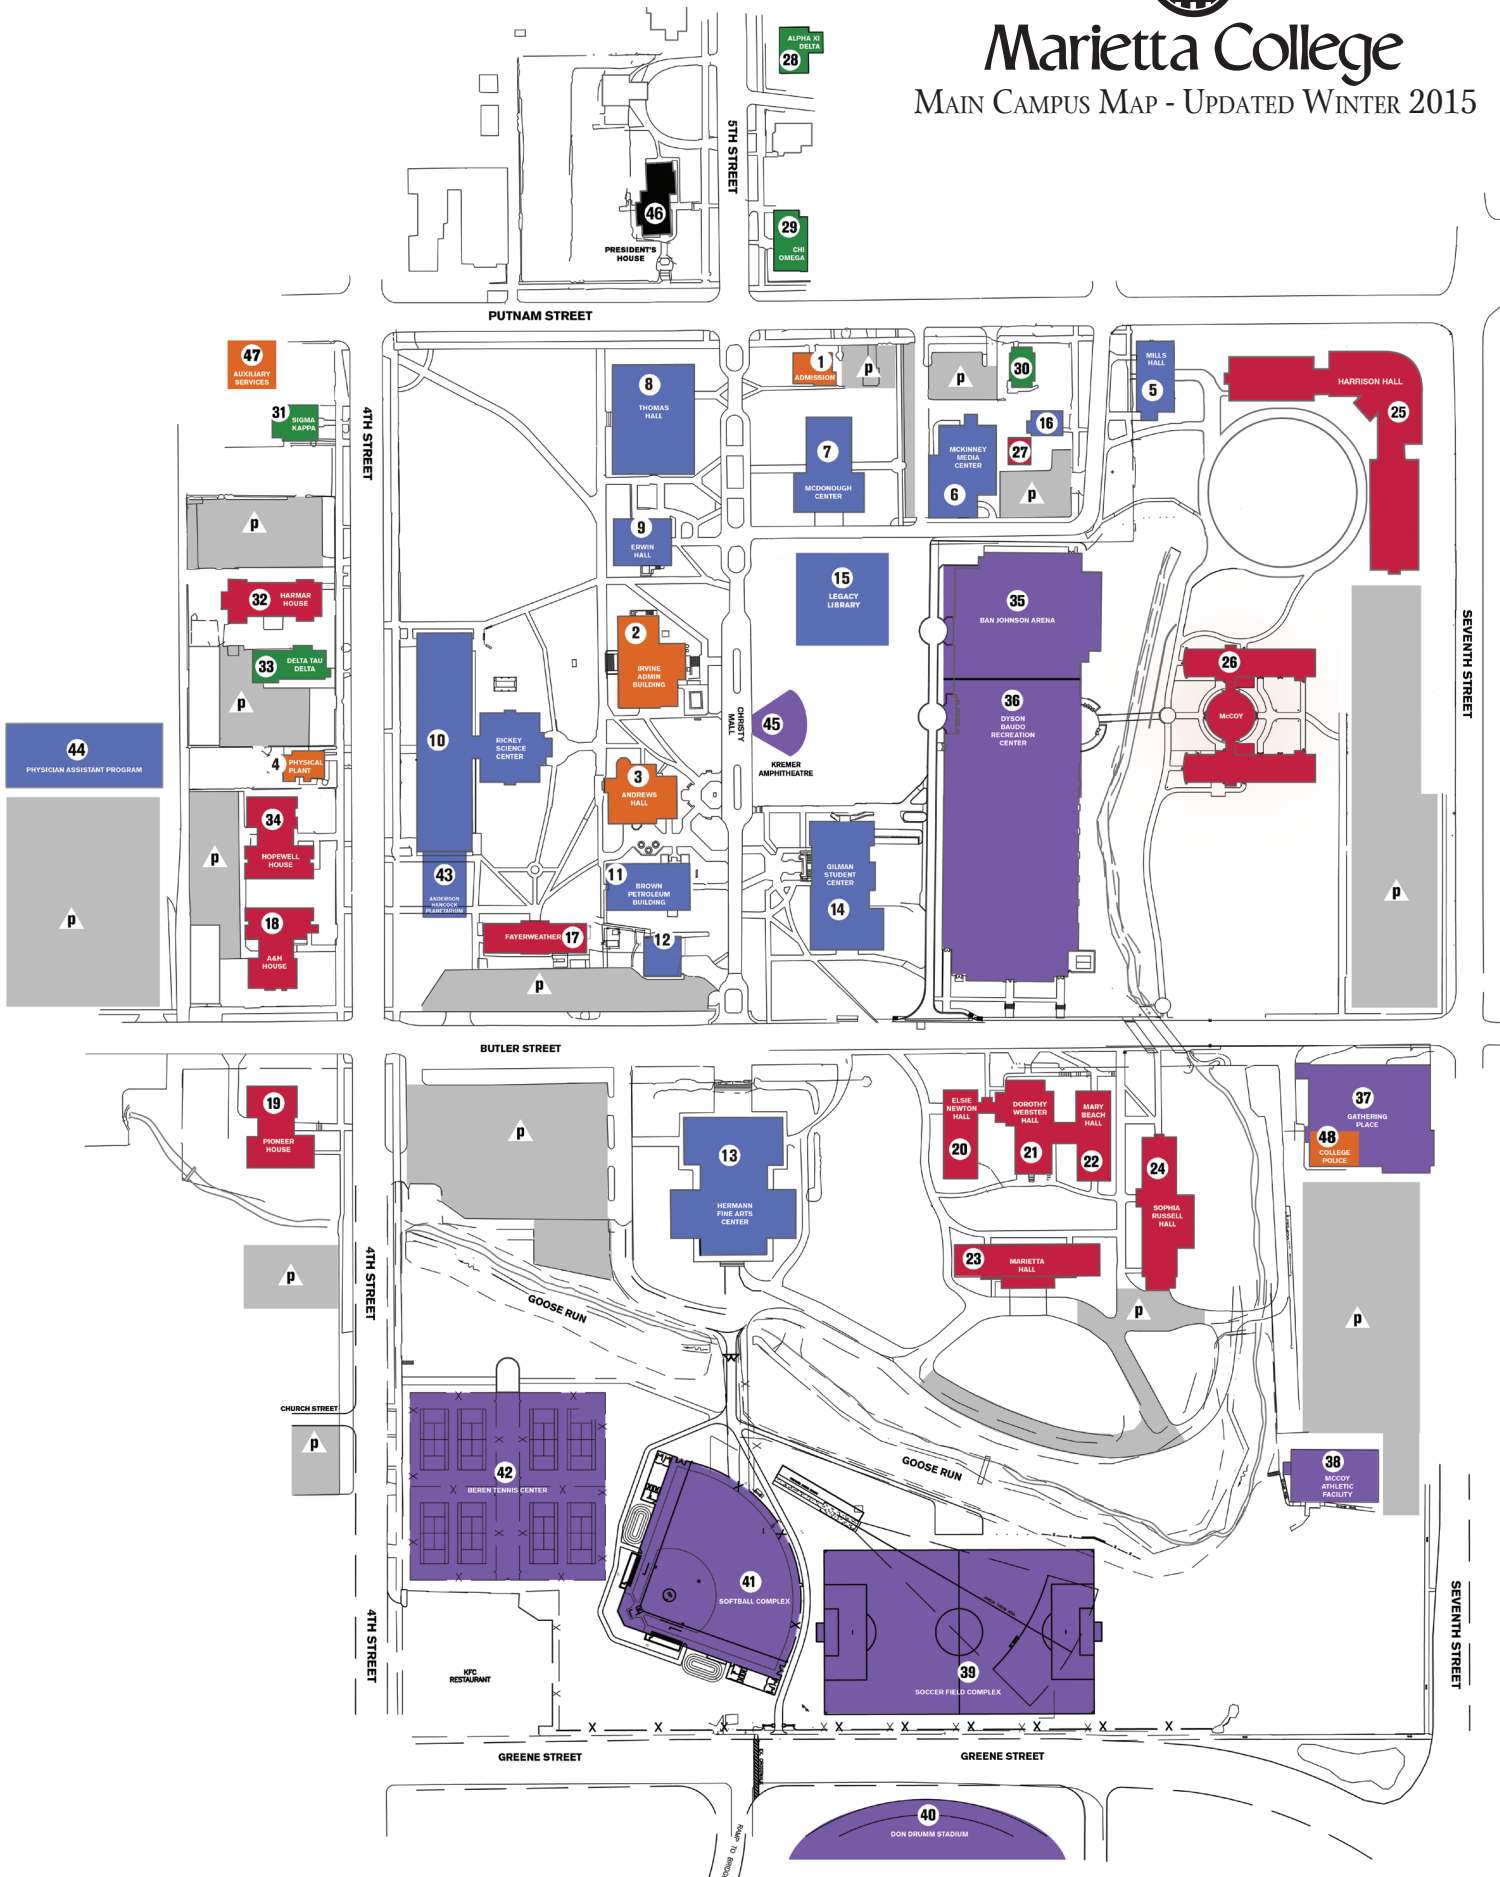 Marietta College
MAIN CAMPUS MAP - UPDATED WINTER 2015
ALPHA XI
DELTA
28
5TH STREET
46
PRESIDENT'S
HOUSE
29
CHI
OMEGA
PUTNAM STREET
47
AUXILIARY
SERVICES
31
SIGMA
KAPPA
4TH STREET
8
THOMAS
HALL
1
ADMISSION
P
P
30
MILLS
HALL
5
HARRISON HALL
25
7
MCDONOUGH
CENTER
16
27
MCKINNEY
MEDIA
CENTER
6
P
P
9
ERWIN
HALL
15
LEGACY
LIBRARY
35
BAN JOHNSON ARENA
32
HARMAR
HOUSE
2
IRVINE
ADMIN
BUILDING
33
DELTA TAU
DELTA
P
26
McCOY
SEVENTH STREET
36
DYSON
BAUDO
RECREATION
CENTER
CHRISTY
MALL
45
KREMER
AMPHITHEATRE
44
PHYSICIAN ASSISTANT PROGRAM
10
RICKEY
SCIENCE
CENTER
4
PHYSICAL
PLANT
3
ANDREWS
HALL
34
HOPEWELL
HOUSE
P
43
ANDERSON
HANCOCK
PLANETARIUM
11
BROWN
PETROLEUM
BUILDING
GILMAN
STUDENT
CENTER
14
P
P
18
A&H
HOUSE
FAYERWEATHER
17
12
P
BUTLER STREET
19
PIONEER
HOUSE
P
13
HERMANN
FINE ARTS
CENTER
ELSIE
NEWTON
HALL
20
DOROTHY
WEBSTER
HALL
21
MARY
BEACH
HALL
22
24
SOPHIA
RUSSELL
HALL
37
GATHERING
PLACE
48
COLLEGE
POLICE
23
MARIETTA
HALL
P
4TH STREET
GOOSE RUN
P
P
CHURCH STREET
P
42
BEREN TENNIS CENTER
GOOSE RUN
38
MCCOY
ATHLETIC
FACILITY
41
SOFTBALL COMPLEX
4TH STREET
KFC
RESTAURANT
39
SOCCER FIELD COMPLEX
SEVENTH STREET
GREENE STREET
GREENE STREET
40
DON DRUMM STADIUM